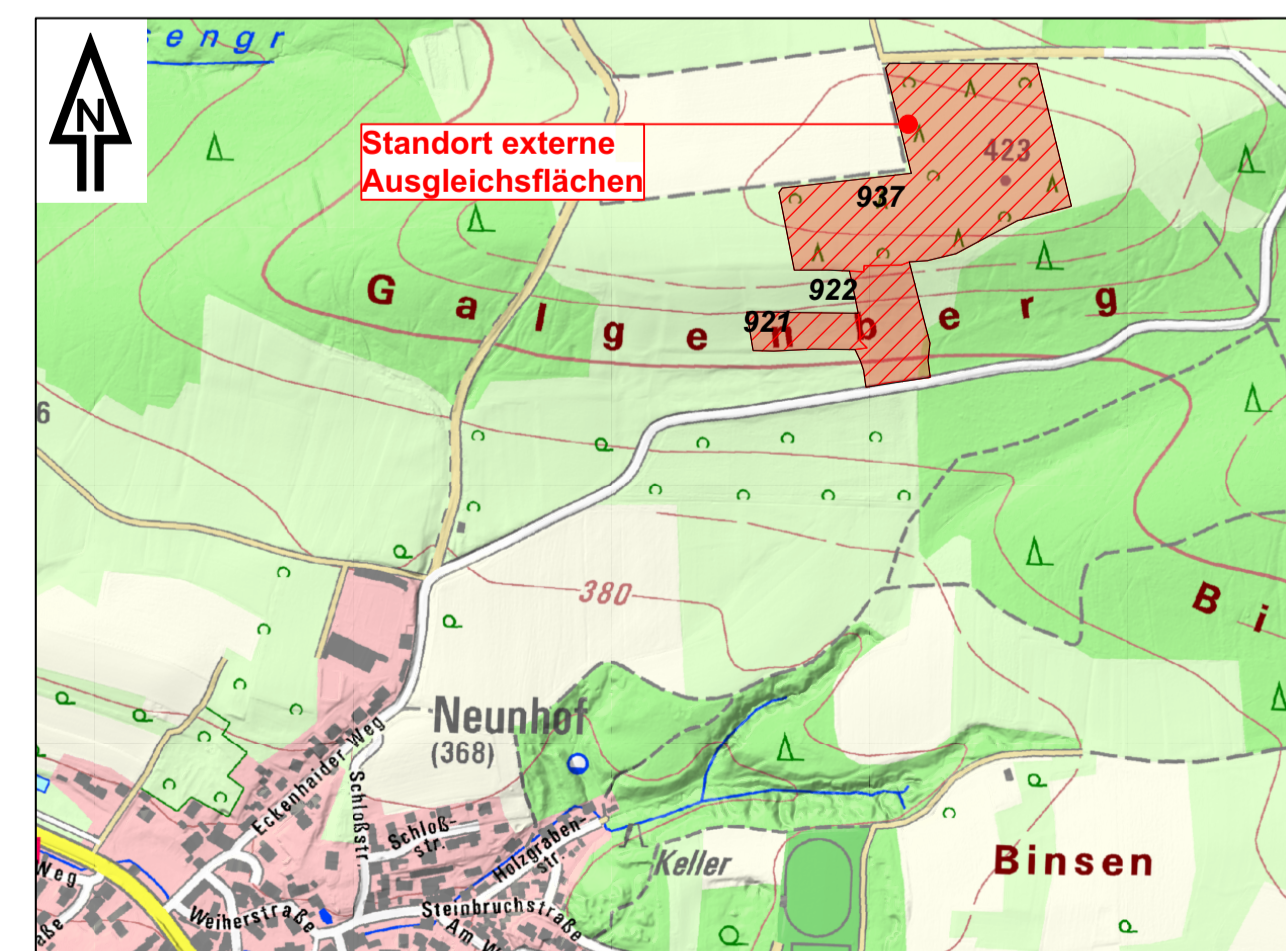 s e n g r
N
Standort externe
Ausgleichsflächen
423
937
922
921
G a l g e n b e r g
6
380
B i
Neunhof
(368)
Eckenhaider Weg
Schloßstr.
Schloß-
str.
Holzgraben-
str.
Keller
Binsen
Weg
Weiherstraße
Steinbruchstraße
Am W
aße